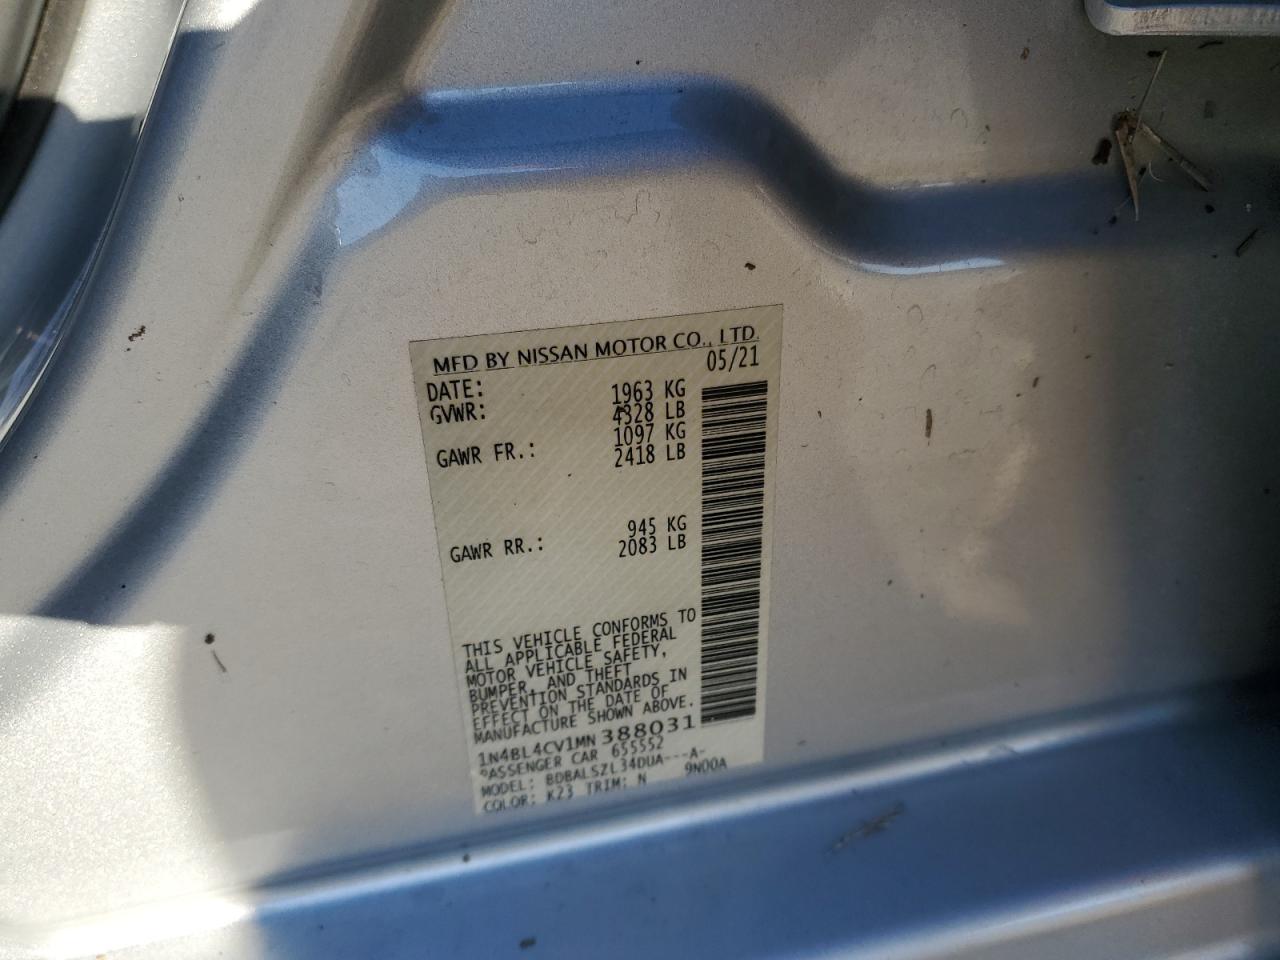 MFD BY NISSAN MOTOR CO., LTD.
DATE: 05/21
GVWR: 1963 KG
4328 LB
GAWR FR.: 1097 KG
2418 LB
GAWR RR.: 945 KG
2083 LB
THIS VEHICLE CONFORMS TO
ALL APPLICABLE FEDERAL
MOTOR VEHICLE SAFETY,
BUMPER, AND THEFT
PREVENTION STANDARDS IN
EFFECT ON THE DATE OF
MANUFACTURE SHOWN ABOVE.
1N4BL4CV1MN388031
PASSENGER CAR 655552
MODEL: BDBALSZL34DUA---A-
COLOR: K23 TRIM: N 9N00A